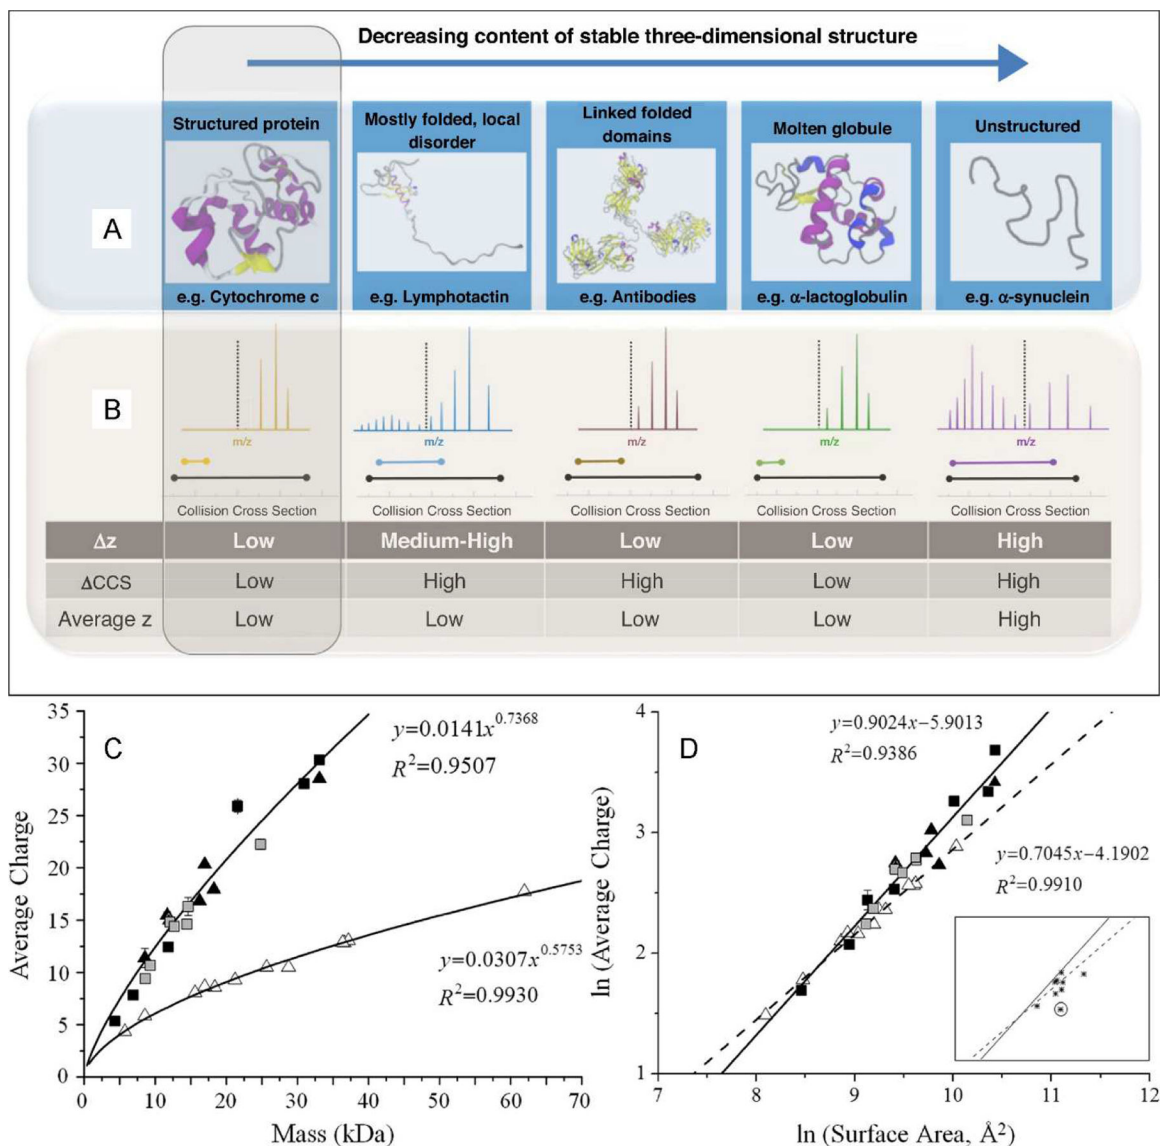 Decreasing content of stable three-dimensional structure
Structured protein
Mostly folded, local
disorder
Linked folded
domains
Molten globule
Unstructured
A
e.g. Cytochrome c
e.g. Lymphotactin
e.g. Antibodies
e.g. α-lactoglobulin
e.g. α-synuclein
B
m/z
m/z
m/z
m/z
m/z
Collision Cross Section
Collision Cross Section
Collision Cross Section
Collision Cross Section
Collision Cross Section
Δz Low Medium-High Low Low High
ΔCCS Low High High Low High
Average z Low Low Low Low High
C
y=0.0141x^0.7368
R²=0.9507
y=0.0307x^0.5753
R²=0.9930
Average Charge
35
30
25
20
15
10
5
0
0 10 20 30 40 50 60 70
Mass (kDa)
D
y=0.9024x−5.9013
R²=0.9386
y=0.7045x−4.1902
R²=0.9910
ln (Average Charge)
4
3
2
1
7 8 9 10 11 12
ln (Surface Area, Å²)